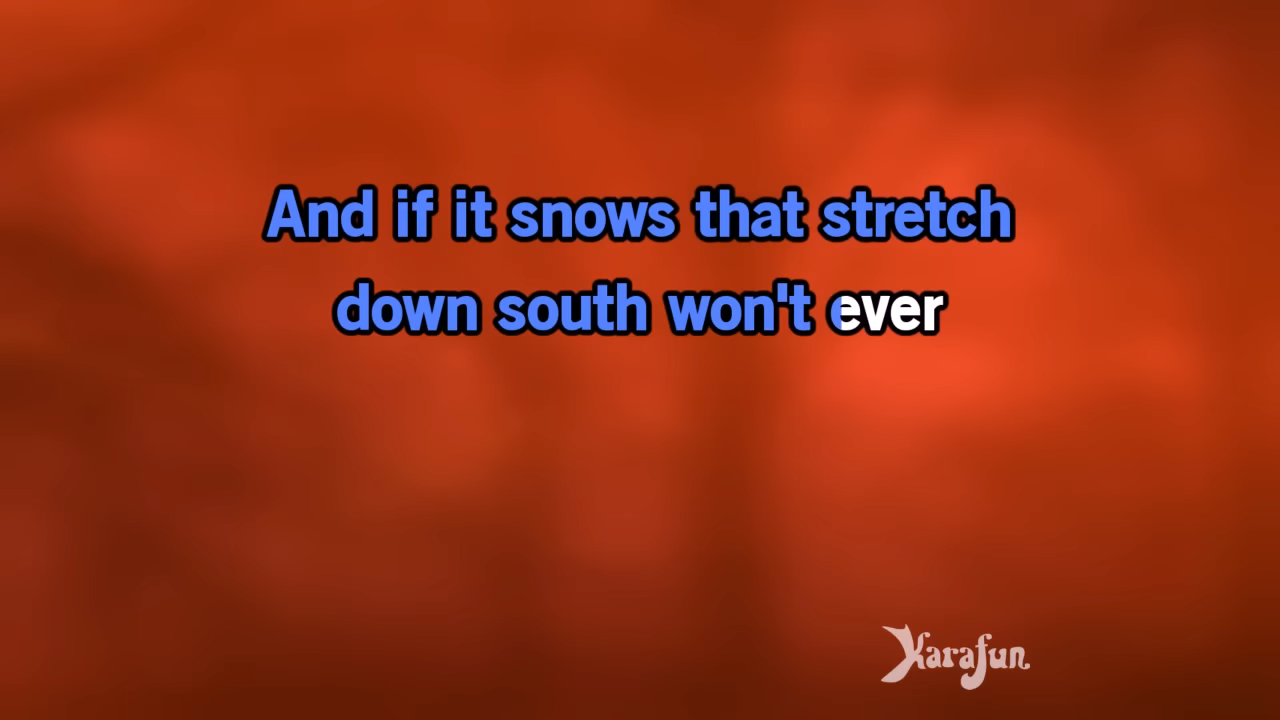 And if it snows that stretch
down south won't ever
Karafun